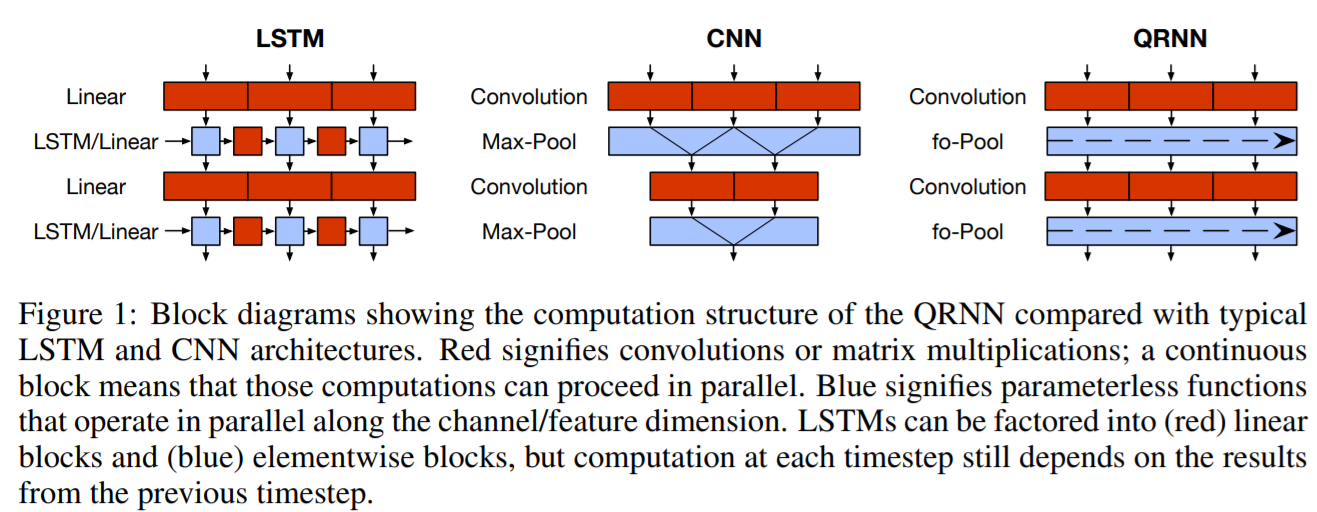 LSTM
Linear
LSTM/Linear
Linear
LSTM/Linear
CNN
Convolution
Max-Pool
Convolution
Max-Pool
QRNN
Convolution
fo-Pool
Convolution
fo-Pool
Figure 1: Block diagrams showing the computation structure of the QRNN compared with typical
LSTM and CNN architectures. Red signifies convolutions or matrix multiplications; a continuous
block means that those computations can proceed in parallel. Blue signifies parameterless functions
that operate in parallel along the channel/feature dimension. LSTMs can be factored into (red) linear
blocks and (blue) elementwise blocks, but computation at each timestep still depends on the results
from the previous timestep.